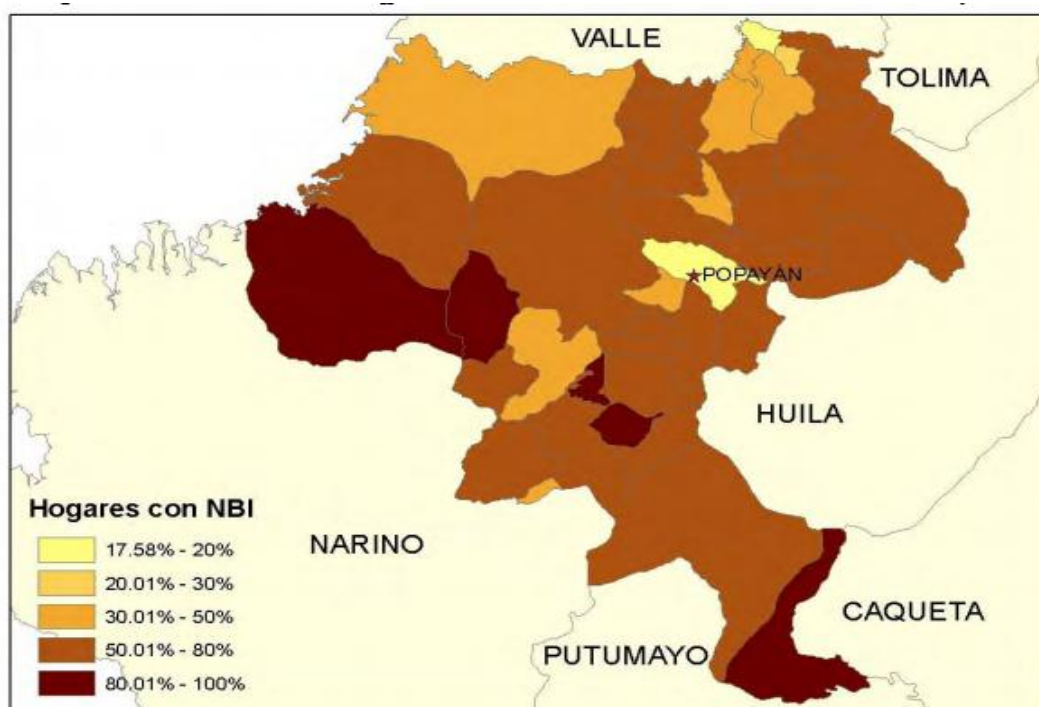 VALLE
TOLIMA
POPAYÁN
HUILA
Hogares con NBI
17.58% - 20%
20.01% - 30%
30.01% - 50%
50.01% - 80%
80.01% - 100%
NARINO
CAQUETA
PUTUMAYO